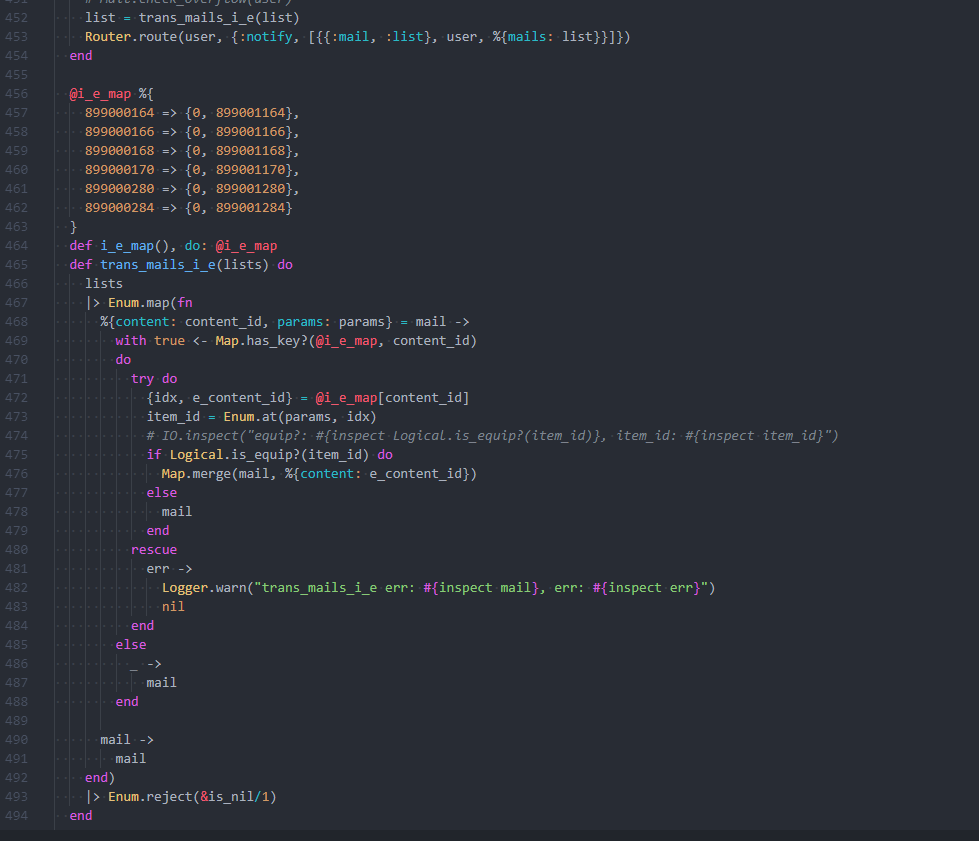 452 list = trans_mails_i_e(list)
453 Router.route(user, {:notify, [{{:mail, :list}, user, %{mails: list}}]})
454 end
455
456 @i_e_map %{
457 899000164 => {0, 899001164},
458 899000166 => {0, 899001166},
459 899000168 => {0, 899001168},
460 899000170 => {0, 899001170},
461 899000280 => {0, 899001280},
462 899000284 => {0, 899001284}
463 }
464 def i_e_map(), do: @i_e_map
465 def trans_mails_i_e(lists) do
466 lists
467 |> Enum.map(fn
468 %{content: content_id, params: params} = mail ->
469 with true <- Map.has_key?(@i_e_map, content_id)
470 do
471 try do
472 {idx, e_content_id} = @i_e_map[content_id]
473 item_id = Enum.at(params, idx)
474 # IO.inspect("equip?: #{inspect Logical.is_equip?(item_id)}, item_id: #{inspect item_id}")
475 if Logical.is_equip?(item_id) do
476 Map.merge(mail, %{content: e_content_id})
477 else
478 mail
479 end
480 rescue
481 err ->
482 Logger.warn("trans_mails_i_e err: #{inspect mail}, err: #{inspect err}")
483 nil
484 end
485 else
486 _ ->
487 mail
488 end
489
490 mail ->
491 mail
492 end)
493 |> Enum.reject(&is_nil/1)
494 end